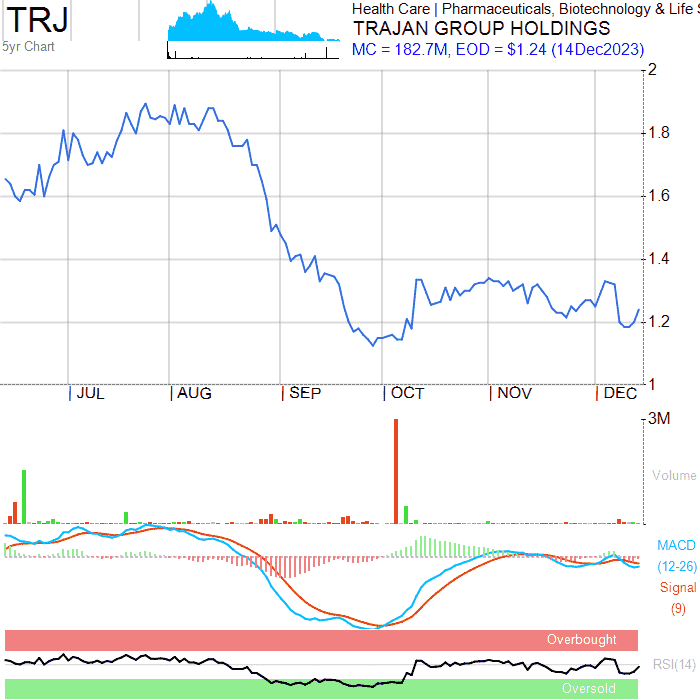 TRJ
5yr Chart
Health Care | Pharmaceuticals, Biotechnology & Life S
TRAJAN GROUP HOLDINGS
MC = 182.7M, EOD = $1.24 (14Dec2023)
2
1.8
1.6
1.4
1.2
1
JUL
AUG
SEP
OCT
NOV
DEC
3M
Volume
MACD
(12-26)
Signal
(9)
Overbought
RSI(14)
Oversold